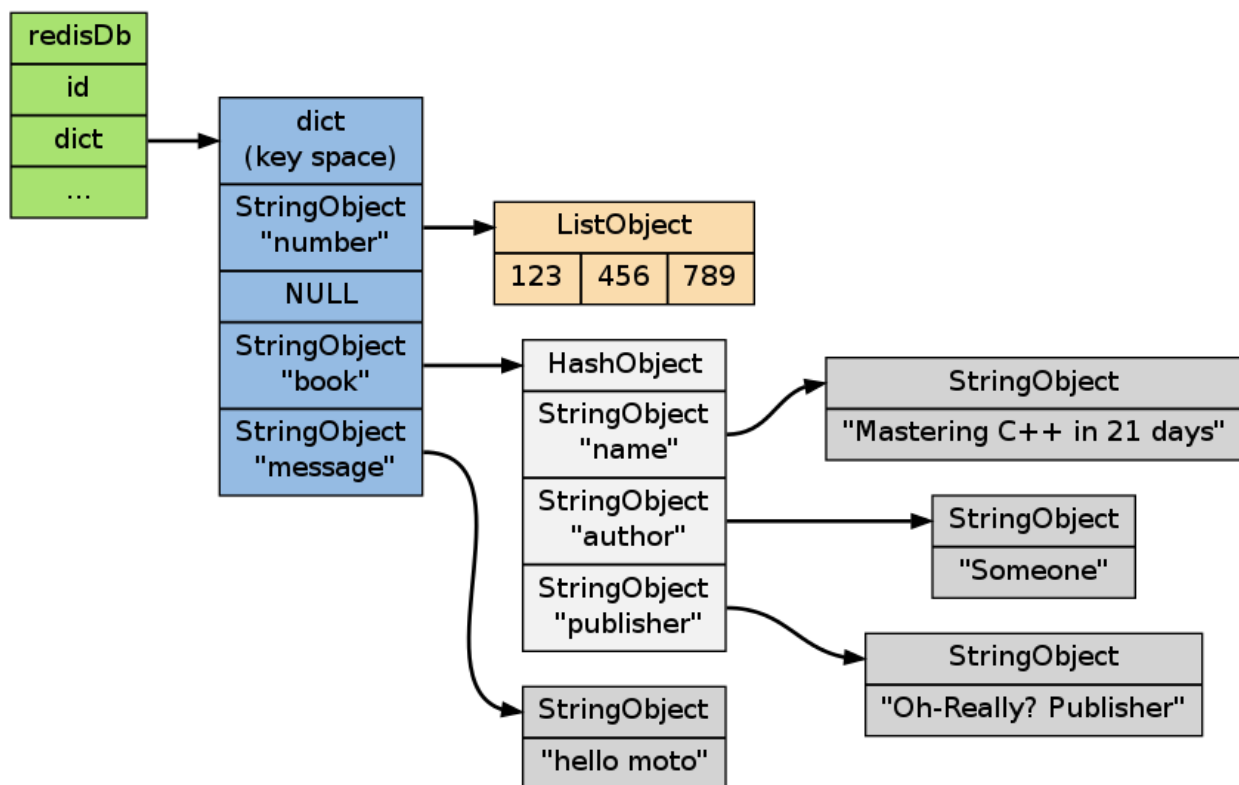 redisDb
id
dict
...
dict
(key space)
StringObject
"number"
NULL
StringObject
"book"
StringObject
"message"
ListObject
123 456 789
HashObject
StringObject
"name"
StringObject
"author"
StringObject
"publisher"
StringObject
"Mastering C++ in 21 days"
StringObject
"Someone"
StringObject
"Oh-Really? Publisher"
StringObject
"hello moto"